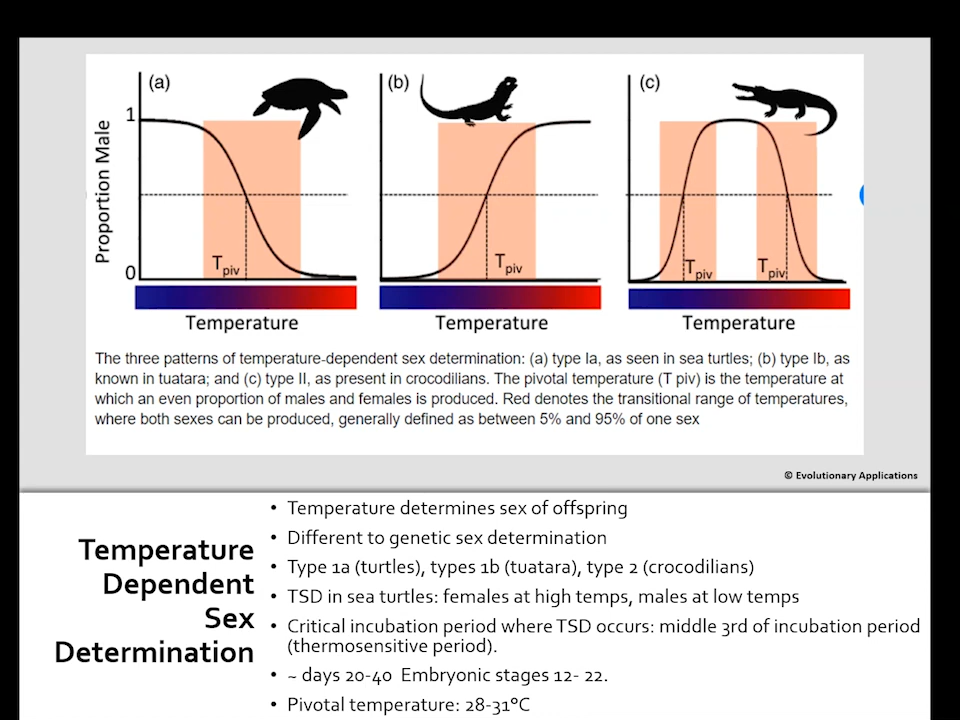 (a)
(b)
(c)
Proportion Male
1
0
T piv
T piv
T piv
T piv
Temperature
Temperature
Temperature
The three patterns of temperature-dependent sex determination: (a) type Ia, as seen in sea turtles; (b) type Ib, as
known in tuatara; and (c) type II, as present in crocodilians. The pivotal temperature (T piv) is the temperature at
which an even proportion of males and females is produced. Red denotes the transitional range of temperatures,
where both sexes can be produced, generally defined as between 5% and 95% of one sex
© Evolutionary Applications
Temperature
Dependent
Sex
Determination
• Temperature determines sex of offspring
• Different to genetic sex determination
• Type 1a (turtles), types 1b (tuatara), type 2 (crocodilians)
• TSD in sea turtles: females at high temps, males at low temps
• Critical incubation period where TSD occurs: middle 3rd of incubation period
(thermosensitive period).
• ~ days 20-40 Embryonic stages 12- 22.
• Pivotal temperature: 28-31°C